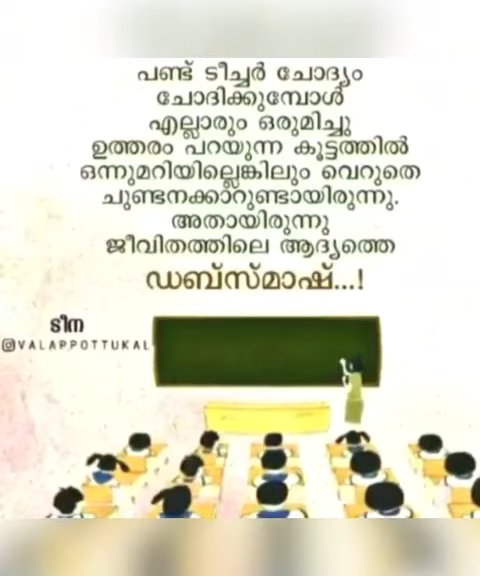 പണ്ട് ടീച്ചർ ചോദ്യം
ചോദിക്കുമ്പോൾ
എല്ലാരും ഒരുമിച്ചു
ഉത്തരം പറയുന്ന കൂട്ടത്തിൽ
ഒന്നുമറിയില്ലെങ്കിലും വെറുതെ
ചുണ്ടനക്കാറുണ്ടായിരുന്നു.
അതായിരുന്നു
ജീവിതത്തിലെ ആദ്യത്തെ
ഡബ്സ്മാഷ്...!
ടീന
@VALAPPOTTUKAL